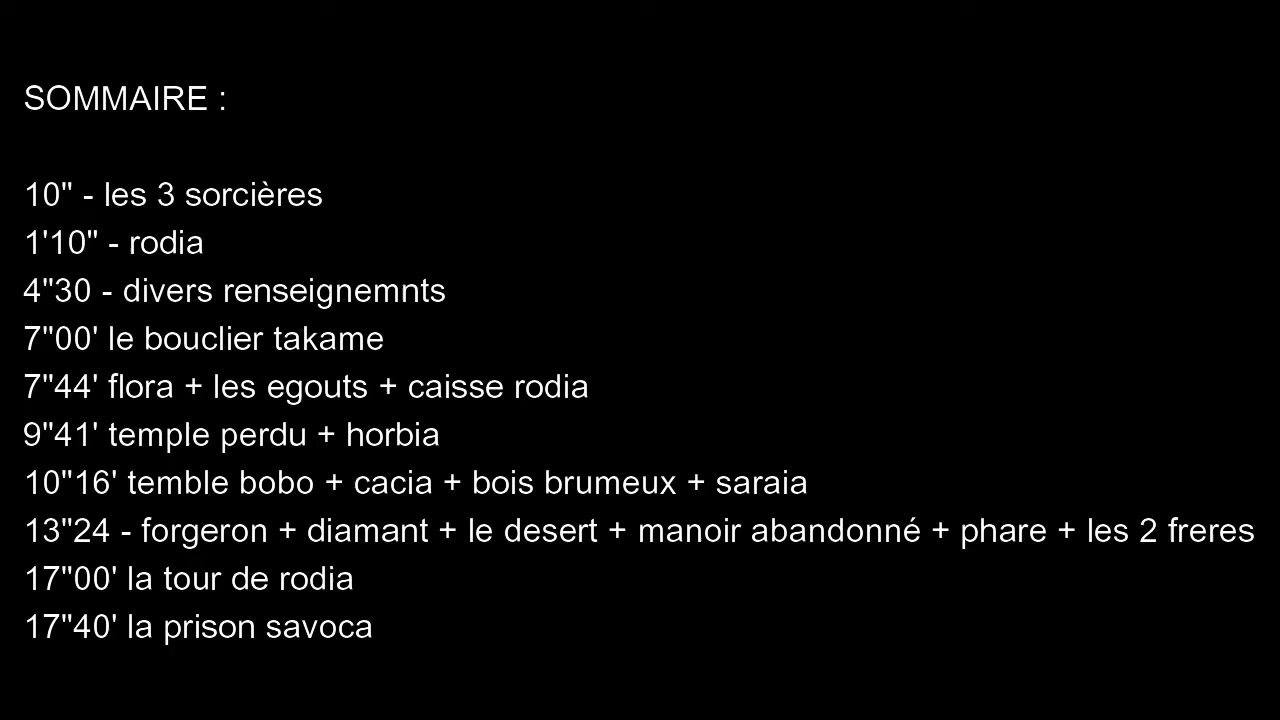 SOMMAIRE :
10" - les 3 sorcières
1'10" - rodia
4"30 - divers renseignemnts
7"00' le bouclier takame
7"44' flora + les egouts + caisse rodia
9"41' temple perdu + horbia
10"16' temble bobo + cacia + bois brumeux + saraia
13"24 - forgeron + diamant + le desert + manoir abandonné + phare + les 2 freres
17"00' la tour de rodia
17"40' la prison savoca